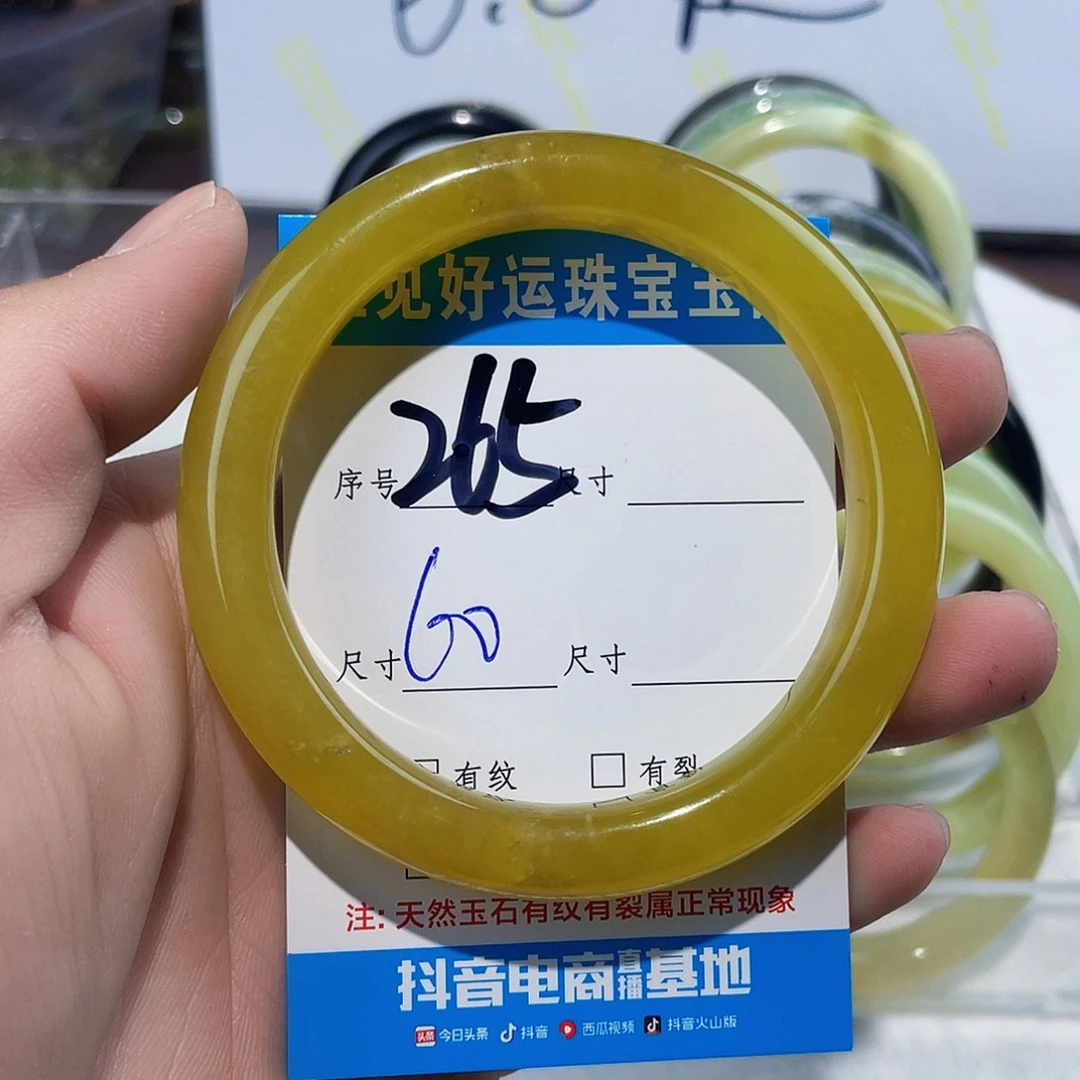 见好运珠宝玉
序号 265 尺寸
尺寸 60 尺寸
有纹 有裂
注: 天然玉石有纹有裂属正常现象
抖音电商直播基地
头条 今日头条 抖音 西瓜视频 抖音火山版